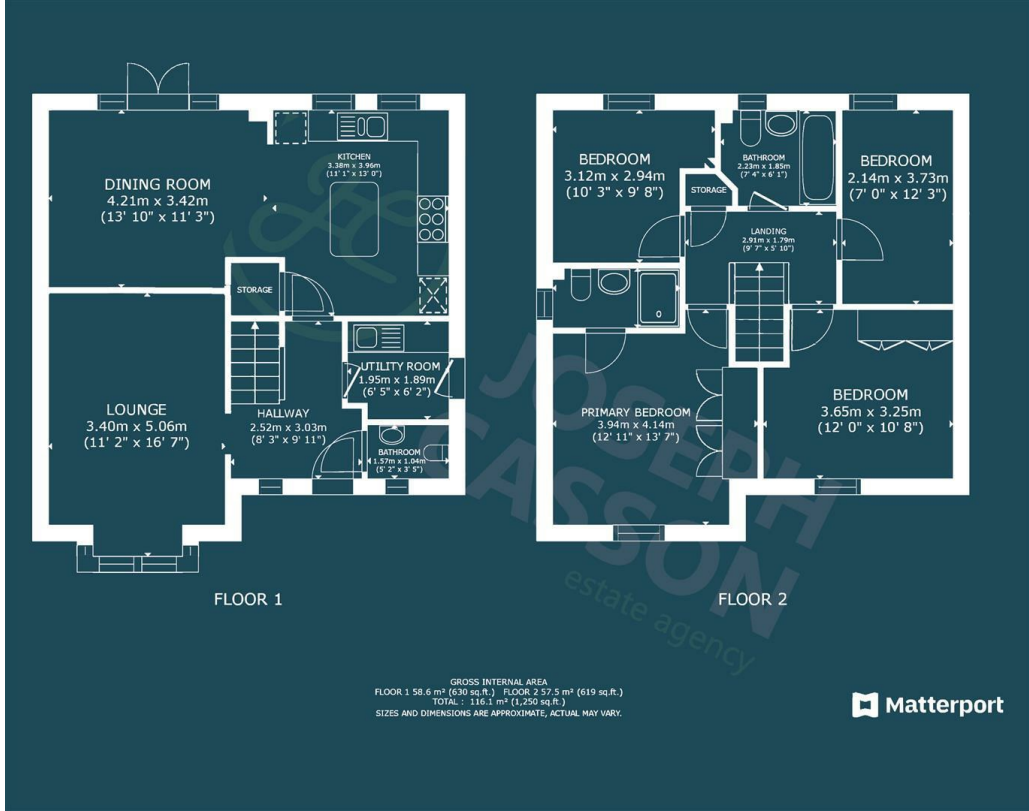 DINING ROOM
4.21m x 3.42m
(13' 10" x 11' 3")
KITCHEN
3.38m x 3.96m
(11' 1" x 13' 0")
STORAGE
LOUNGE
3.40m x 5.06m
(11' 2" x 16' 7")
HALLWAY
2.52m x 3.03m
(8' 3" x 9' 11")
UTILITY ROOM
1.95m x 1.89m
(6' 5" x 6' 2")
BATHROOM
1.57m x 1.04m
(5' 2" x 3' 5")
FLOOR 1
BEDROOM
3.12m x 2.94m
(10' 3" x 9' 8")
BATHROOM
2.23m x 1.85m
(7' 4" x 6' 1")
BEDROOM
2.14m x 3.73m
(7' 0" x 12' 3")
STORAGE
LANDING
2.91m x 1.79m
(9' 7" x 5' 10")
PRIMARY BEDROOM
3.94m x 4.14m
(12' 11" x 13' 7")
BEDROOM
3.65m x 3.25m
(12' 0" x 10' 8")
FLOOR 2
JOSEPH
CASSON
estate agency
GROSS INTERNAL AREA
FLOOR 1 58.6 m² (630 sq.ft.) FLOOR 2 57.5 m² (619 sq.ft.)
TOTAL : 116.1 m² (1,250 sq.ft.)
SIZES AND DIMENSIONS ARE APPROXIMATE, ACTUAL MAY VARY.
Matterport